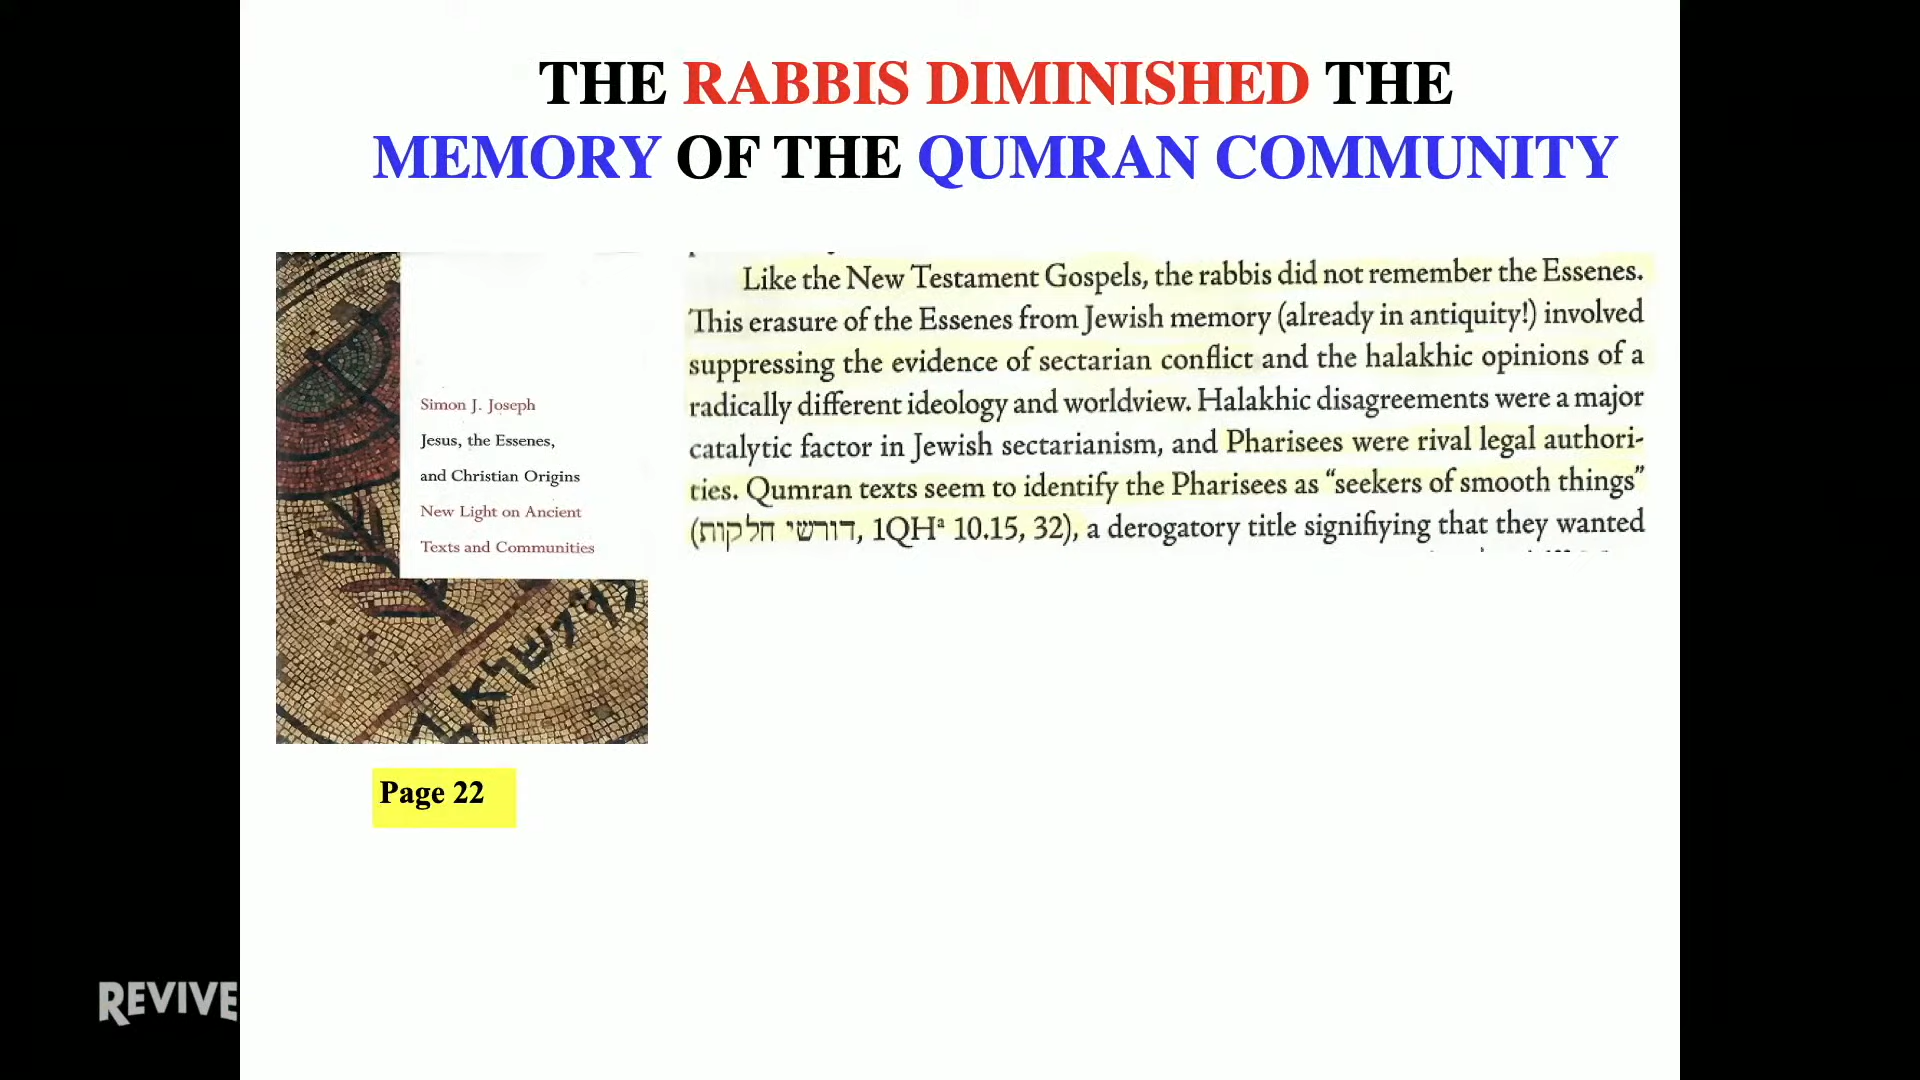 THE RABBIS DIMINISHED THE
MEMORY OF THE QUMRAN COMMUNITY
Simon J. Joseph
Jesus, the Essenes,
and Christian Origins
New Light on Ancient
Texts and Communities
Page 22
Like the New Testament Gospels, the rabbis did not remember the Essenes.
This erasure of the Essenes from Jewish memory (already in antiquity!) involved
suppressing the evidence of sectarian conflict and the halakhic opinions of a
radically different ideology and worldview. Halakhic disagreements were a major
catalytic factor in Jewish sectarianism, and Pharisees were rival legal authori-
ties. Qumran texts seem to identify the Pharisees as “seekers of smooth things”
(דורשי חלקות, 1QHᵃ 10.15, 32), a derogatory title signifiying that they wanted
REVIVE